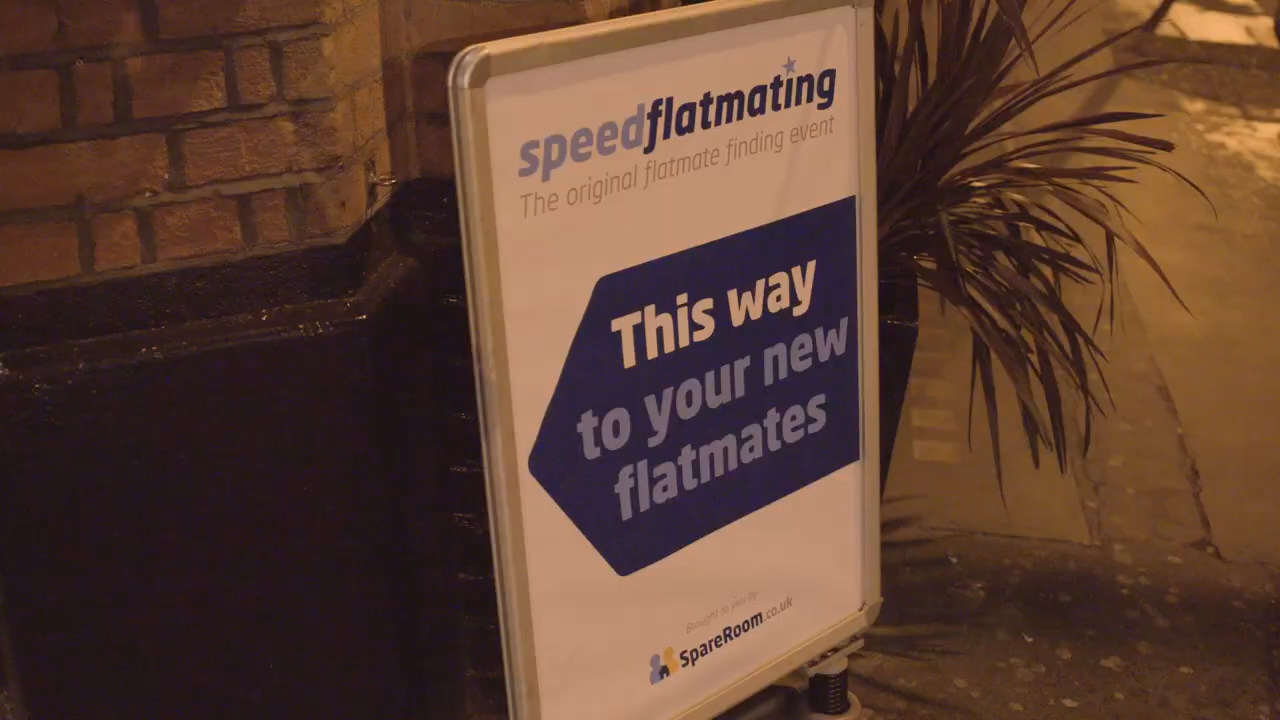 speedflatmating
The original flatmate finding event
This way
to your new
flatmates
Brought to you by
SpareRoom.co.uk